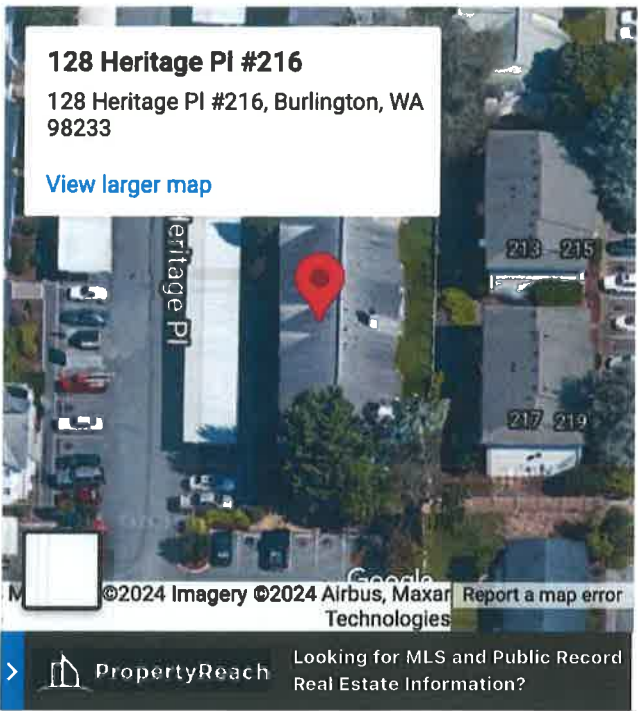 128 Heritage Pl #216
128 Heritage Pl #216, Burlington, WA
98233
View larger map
Heritage Pl
213 215
217 219
Google
M
©2024 Imagery ©2024 Airbus, Maxar
Technologies
Report a map error
PropertyReach
Looking for MLS and Public Record
Real Estate Information?